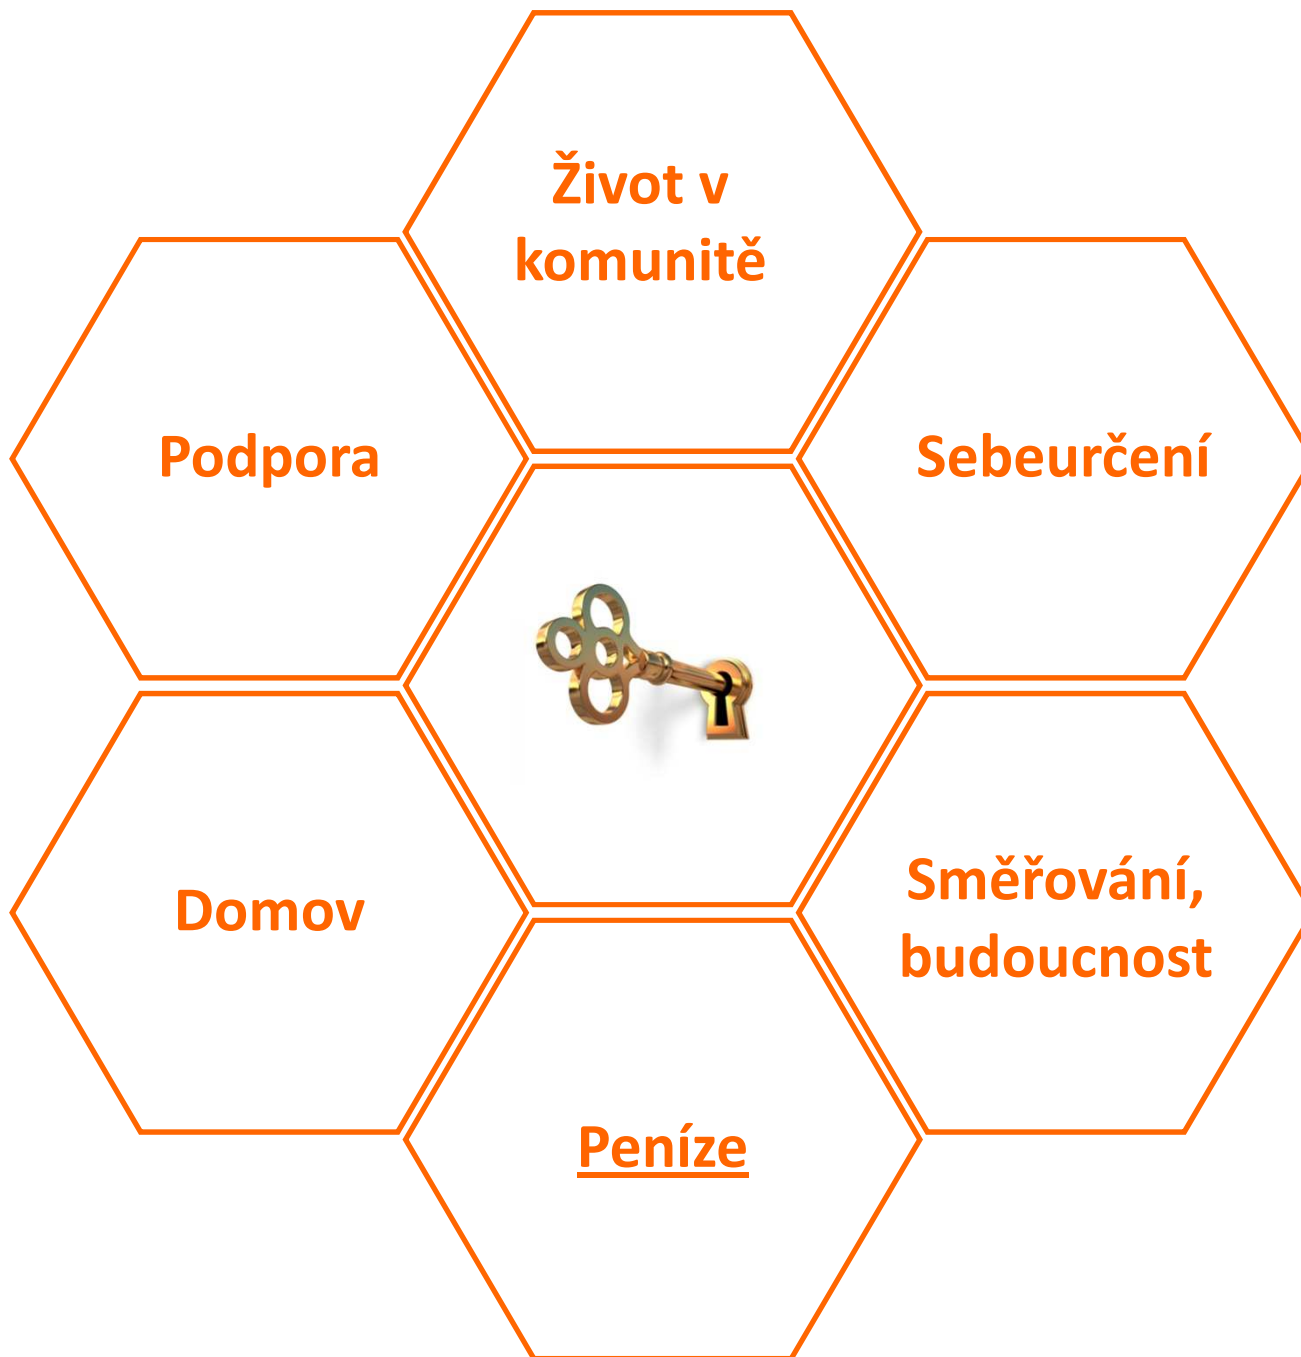 Život v
komunitě
Podpora
Sebeurčení
Domov
Směřování,
budoucnost
Peníze